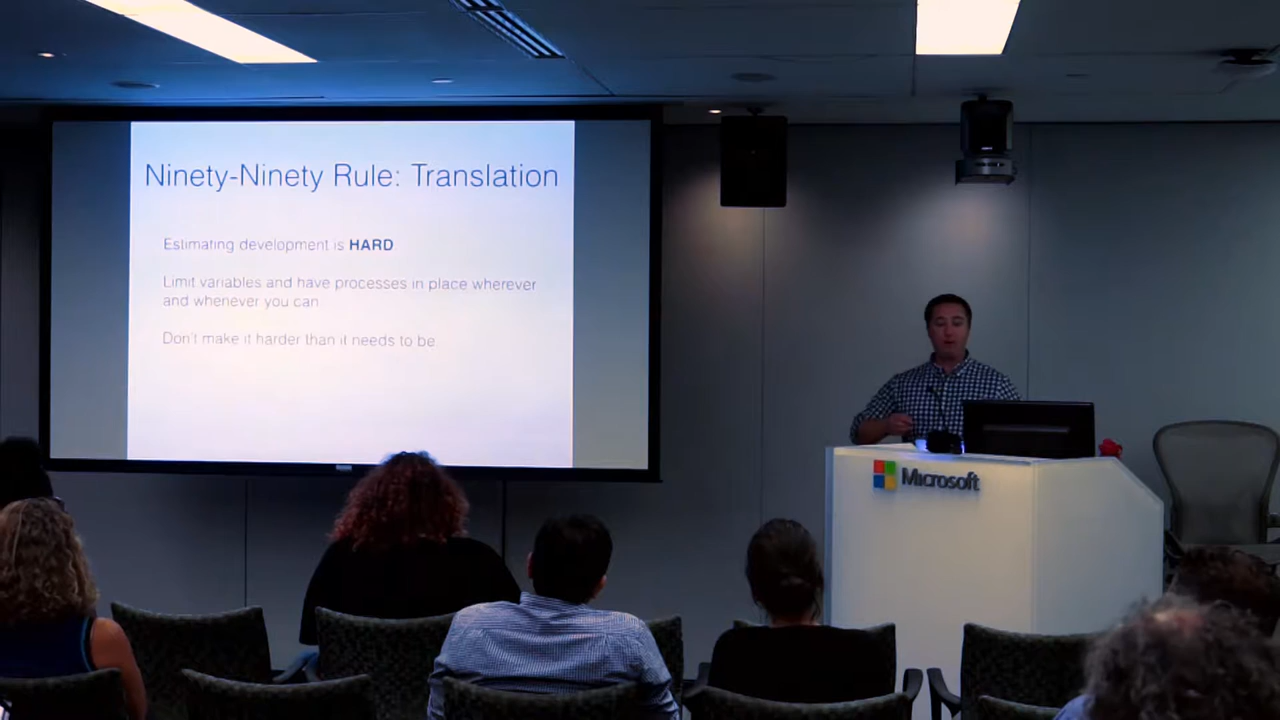 Ninety-Ninety Rule: Translation
Estimating development is HARD
Limit variables and have processes in place wherever
and whenever you can
Don't make it harder than it needs to be
Microsoft